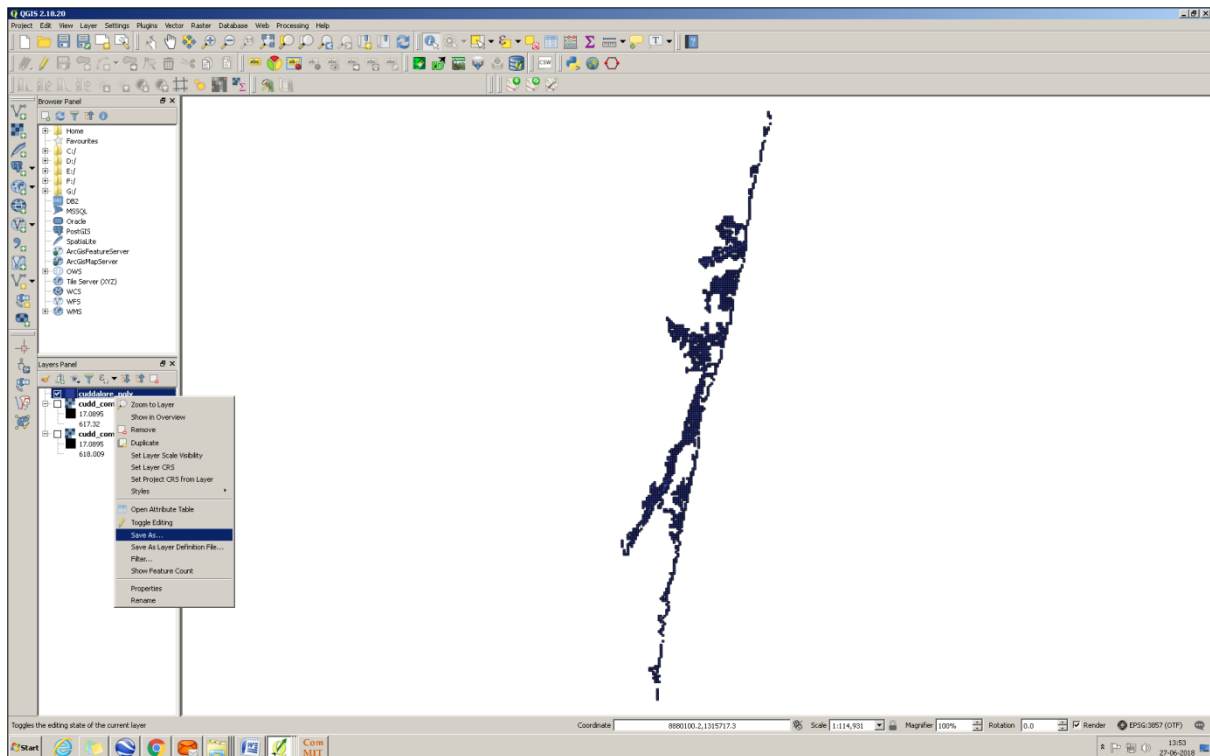 QGIS 2.18.20
Project Edit View Layer Settings Plugins Vector Raster Database Web Processing Help
CSW
Browser Panel
Home
Favourites
C:/
D:/
E:/
F:/
G:/
DB2
MSSQL
Oracle
PostGIS
SpatiaLite
ArcGisFeatureServer
ArcGisMapServer
OWS
Tile Server (XYZ)
WCS
WFS
WMS
Layers Panel
cuddalore_poly
cudd_com
17.0895
617.32
cudd_com
17.0895
618.009
Zoom to Layer
Show in Overview
Remove
Duplicate
Set Layer Scale Visibility
Set Layer CRS
Set Project CRS from Layer
Styles
Open Attribute Table
Toggle Editing
Save As...
Save As Layer Definition File...
Filter...
Show Feature Count
Properties
Rename
Toggles the editing state of the current layer
Coordinate 8880100.2,1315717.3 Scale 1:114,931 Magnifier 100% Rotation 0.0 Render EPSG:3857 (OTF)
Start
Com
MIT
13:53
27-06-2018